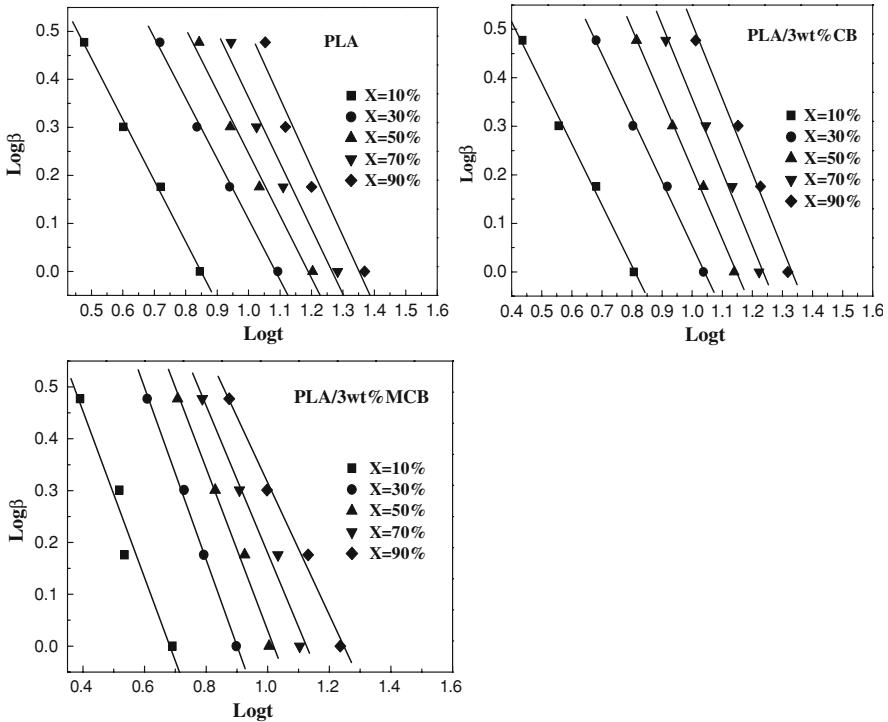 PLA
0.5
0.4
0.3
0.2
0.1
0.0
Logβ
X=10%
X=30%
X=50%
X=70%
X=90%
0.5 0.6 0.7 0.8 0.9 1.0 1.1 1.2 1.3 1.4 1.6
Logt
PLA/3wt%CB
0.5
0.4
0.3
0.2
0.1
0.0
Logβ
X=10%
X=30%
X=50%
X=70%
X=90%
0.4 0.5 0.6 0.7 0.8 0.9 1.0 1.1 1.2 1.3 1.4 1.5 1.6
Logt
PLA/3wt%MCB
0.5
0.4
0.3
0.2
0.1
0.0
Logβ
X=10%
X=30%
X=50%
X=70%
X=90%
0.4 0.6 0.8 1.0 1.2 1.4 1.6
Logt